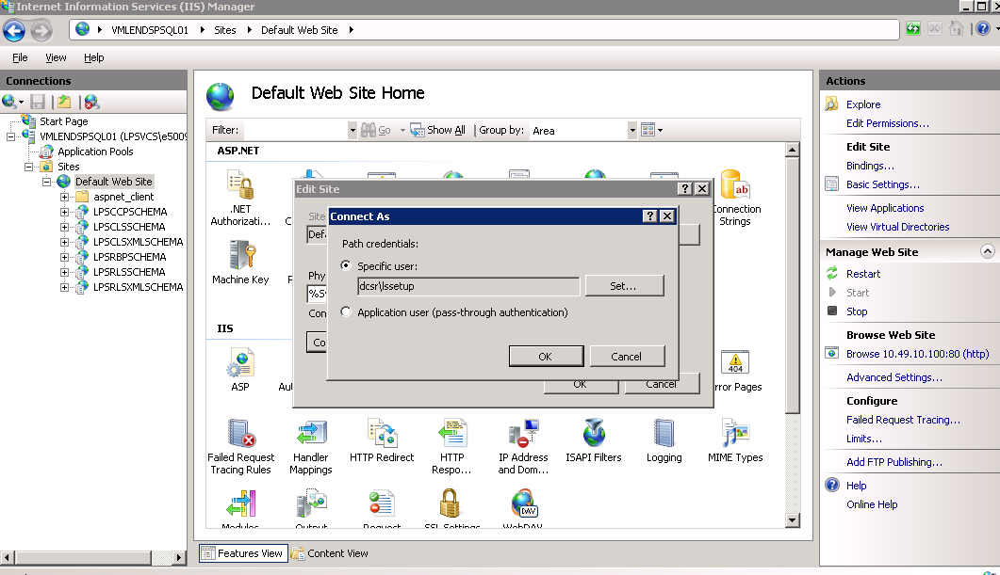 Internet Information Services (IIS) Manager
VMLENDSPSQL01 Sites Default Web Site
File View Help
Connections
Start Page
VMLENDSPSQL01 (LPSVCS\e5009
Application Pools
Sites
Default Web Site
aspnet_client
LPSCCPSCHEMA
LPSCLSSCHEMA
LPSCLSXMLSCHEMA
LPSRBPSCHEMA
LPSRLSSCHEMA
LPSRLSXMLSCHEMA
Default Web Site Home
Filter: Go Show All Group by: Area
ASP.NET
.NET
Authorizati...
Connection
Strings
Machine Key
IIS
ASP
Error Pages
404
Edit Site
Site
Defa
Phy
%S
Con
Co
OK Cancel
Connect As
Path credentials:
Specific user:
dcsr\lssetup Set...
Application user (pass-through authentication)
OK Cancel
Failed Request
Tracing Rules
Handler
Mappings
HTTP Redirect
HTTP
Respo...
IP Address
and Dom...
ISAPI Filters
Logging
MIME Types
Modules
Output
Request
SSL Settings
WebDAV
DAV
Features View Content View
Actions
Explore
Edit Permissions...
Edit Site
Bindings...
Basic Settings...
View Applications
View Virtual Directories
Manage Web Site
Restart
Start
Stop
Browse Web Site
Browse 10.49.10.100:80 (http)
Advanced Settings...
Configure
Failed Request Tracing...
Limits...
Add FTP Publishing...
Help
Online Help